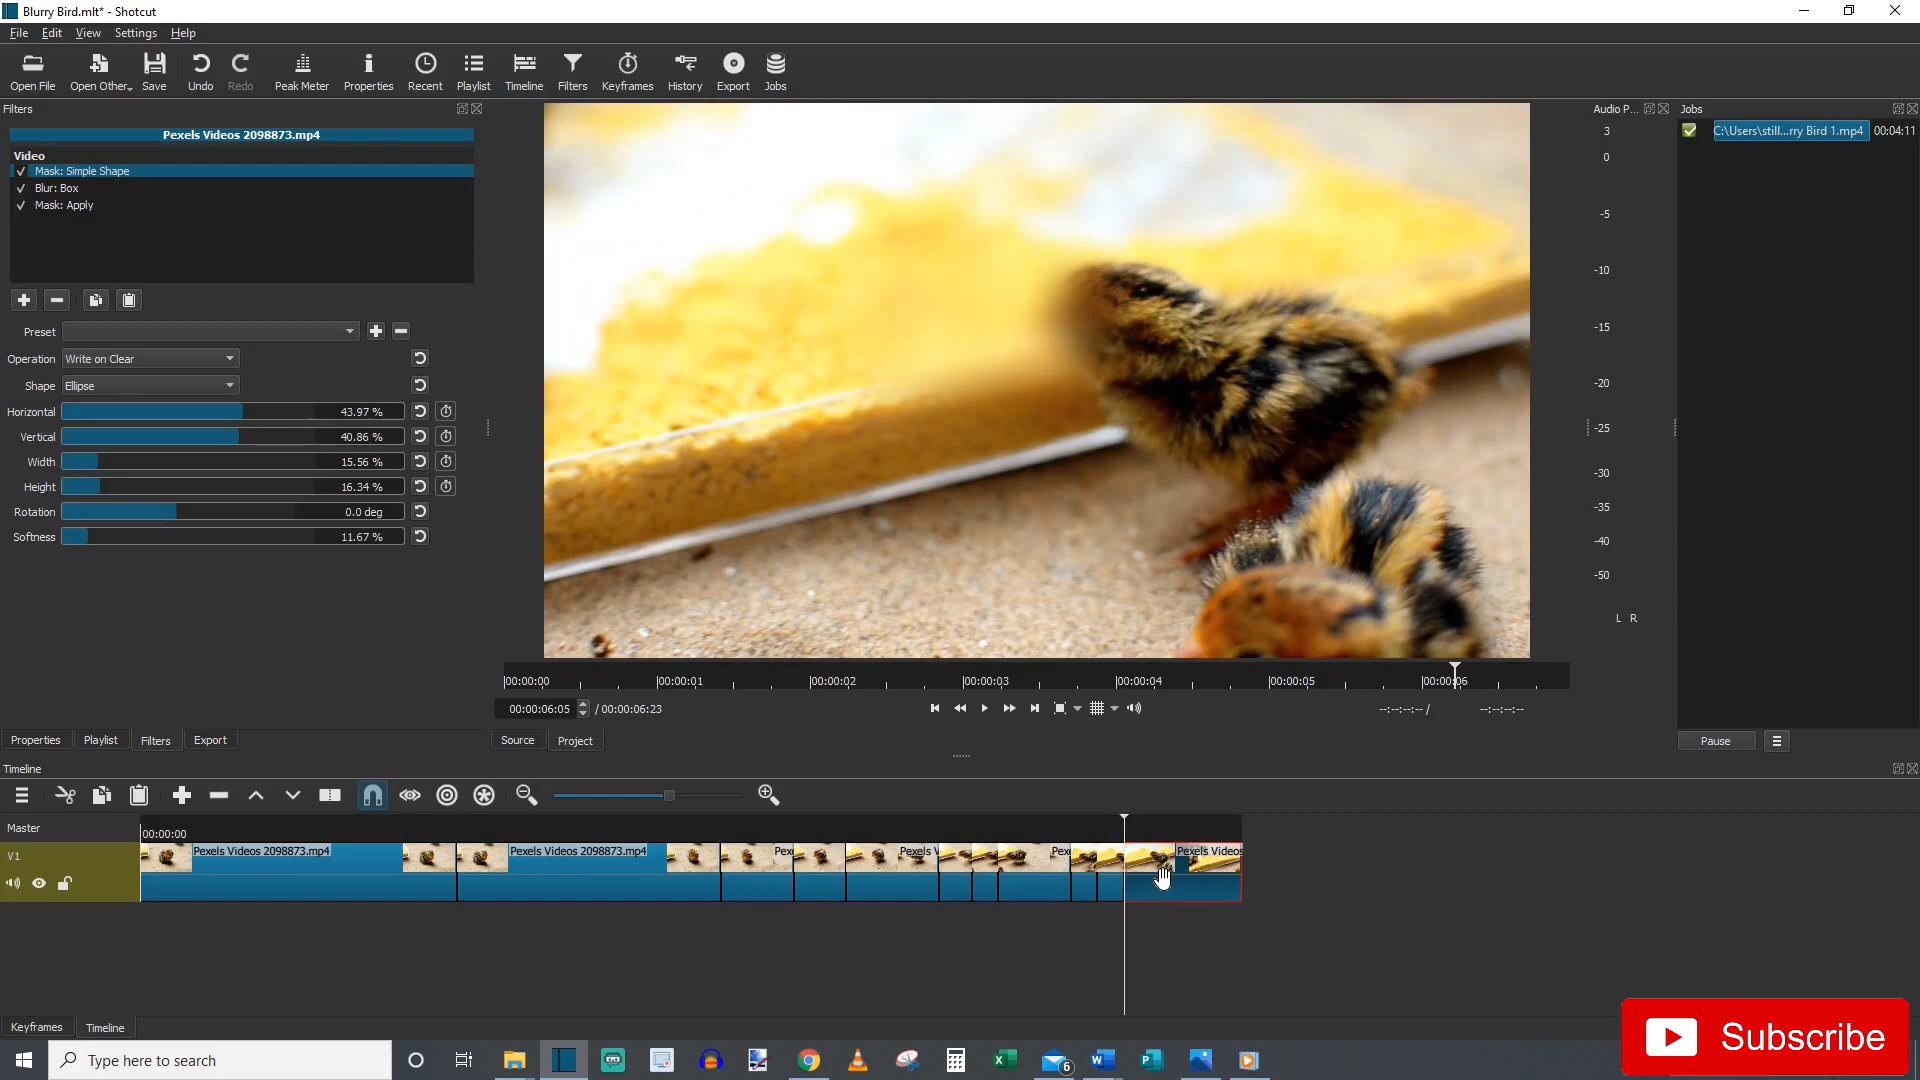 Blurry Bird.mlt* - Shotcut
File Edit View Settings Help
Open File Open Other.. Save Undo Redo Peak Meter Properties Recent Playlist Timeline Filters Keyframes History Export Jobs
Filters
Pexels Videos 2098873.mp4
Video
Mask: Simple Shape
Blur: Box
Mask: Apply
Preset
Operation Write on Clear
Shape Ellipse
Horizontal 43.97 %
Vertical 40.86 %
Width 15.56 %
Height 16.34 %
Rotation 0.0 deg
Softness 11.67 %
Properties Playlist Filters Export
00:00:00 00:00:01 00:00:02 00:00:03 00:00:04 00:00:05 00:00:06
00:00:06:05 / 00:00:06:23
--:--:--:-- / --:--:--:--
Source Project
Audio P...
3
0
-5
-10
-15
-20
-25
-30
-35
-40
-50
L R
Jobs
C:\Users\still...rry Bird 1.mp4 00:04:11
Pause
Timeline
Master
00:00:00
V1
Pexels Videos 2098873.mp4 Pexels Videos 2098873.mp4 Pex Pexels V Pex Pexels Videos
Keyframes Timeline
Type here to search
6
Subscribe